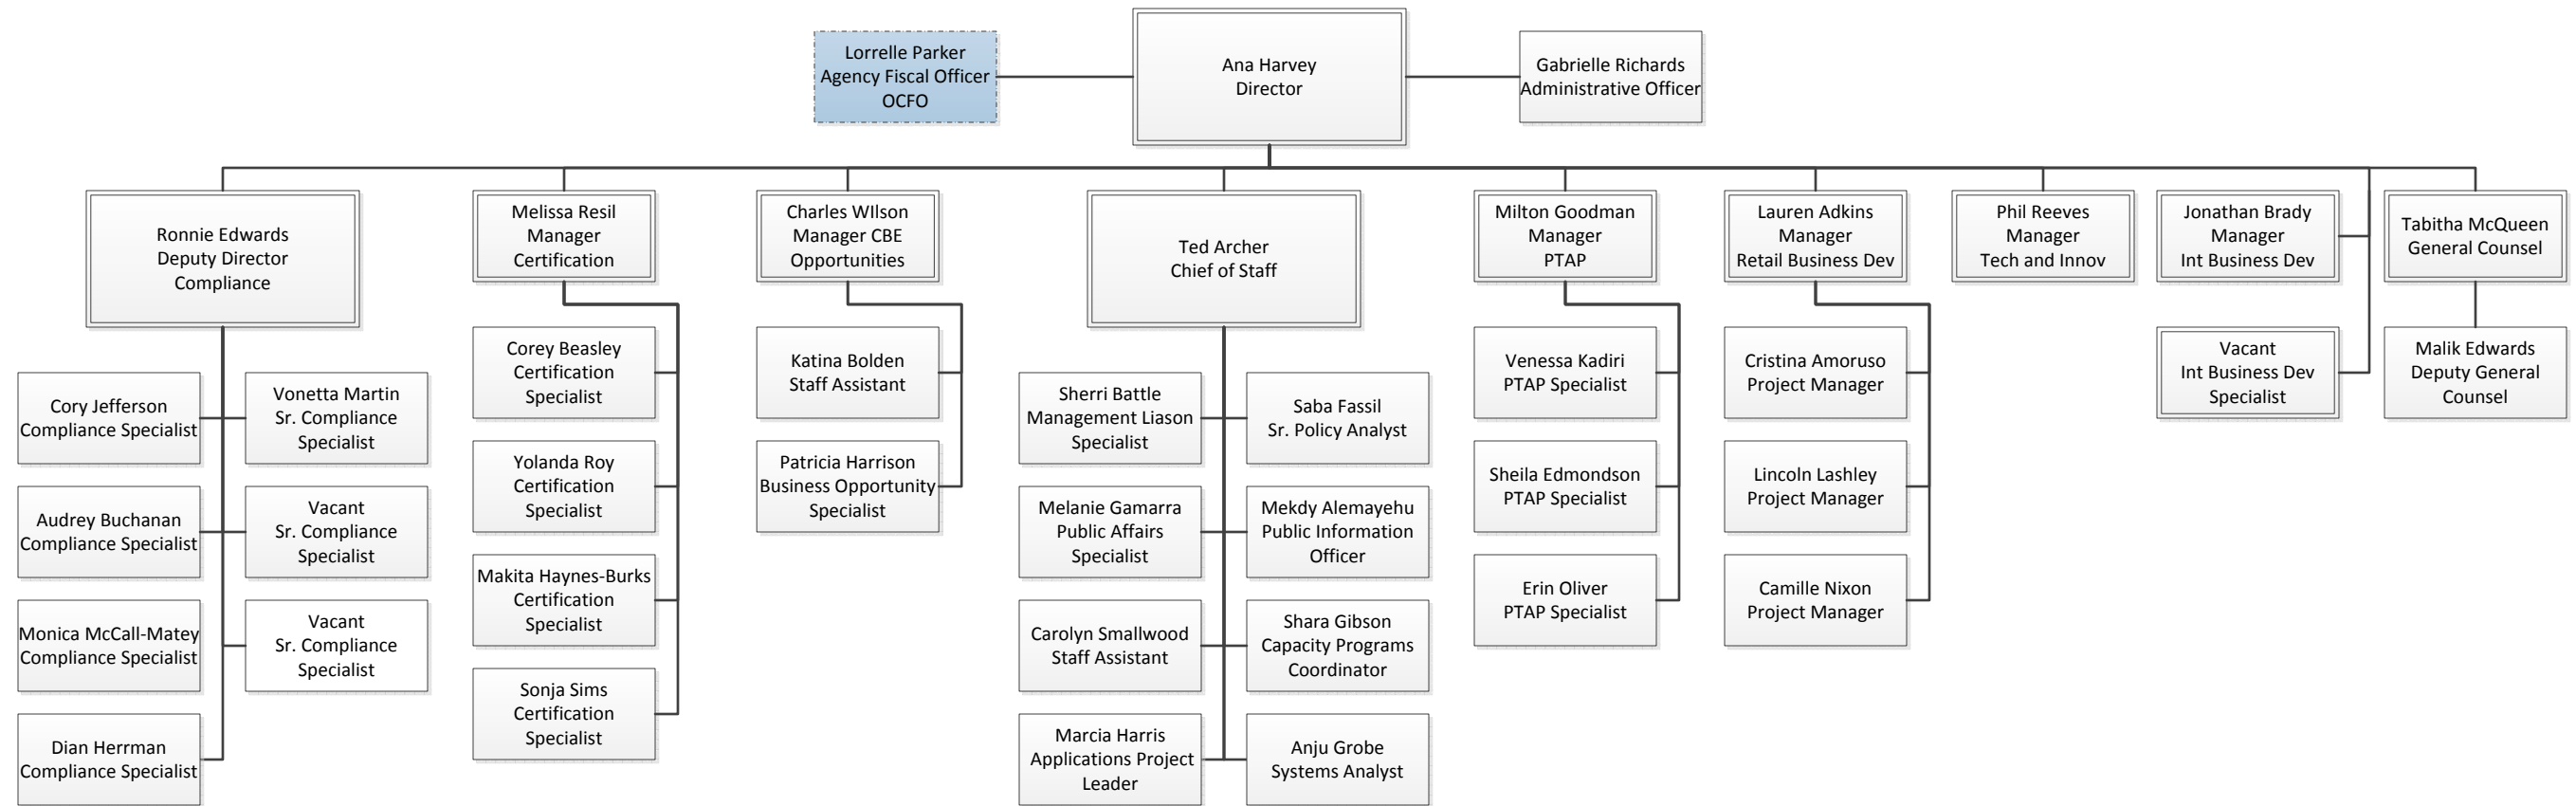 Lorrelle Parker
Agency Fiscal Officer
OCFO
Ana Harvey
Director
Gabrielle Richards
Administrative Officer
Ronnie Edwards
Deputy Director
Compliance
Melissa Resil
Manager
Certification
Charles WIlson
Manager CBE
Opportunities
Ted Archer
Chief of Staff
Milton Goodman
Manager
PTAP
Lauren Adkins
Manager
Retail Business Dev
Phil Reeves
Manager
Tech and Innov
Jonathan Brady
Manager
Int Business Dev
Tabitha McQueen
General Counsel
Cory Jefferson
Compliance Specialist
Vonetta Martin
Sr. Compliance
Specialist
Audrey Buchanan
Compliance Specialist
Vacant
Sr. Compliance
Specialist
Monica McCall-Matey
Compliance Specialist
Vacant
Sr. Compliance
Specialist
Dian Herrman
Compliance Specialist
Corey Beasley
Certification
Specialist
Yolanda Roy
Certification
Specialist
Makita Haynes-Burks
Certification
Specialist
Sonja Sims
Certification
Specialist
Katina Bolden
Staff Assistant
Patricia Harrison
Business Opportunity
Specialist
Sherri Battle
Management Liason
Specialist
Saba Fassil
Sr. Policy Analyst
Melanie Gamarra
Public Affairs
Specialist
Mekdy Alemayehu
Public Information
Officer
Carolyn Smallwood
Staff Assistant
Shara Gibson
Capacity Programs
Coordinator
Marcia Harris
Applications Project
Leader
Anju Grobe
Systems Analyst
Venessa Kadiri
PTAP Specialist
Sheila Edmondson
PTAP Specialist
Erin Oliver
PTAP Specialist
Cristina Amoruso
Project Manager
Lincoln Lashley
Project Manager
Camille Nixon
Project Manager
Vacant
Int Business Dev
Specialist
Malik Edwards
Deputy General
Counsel